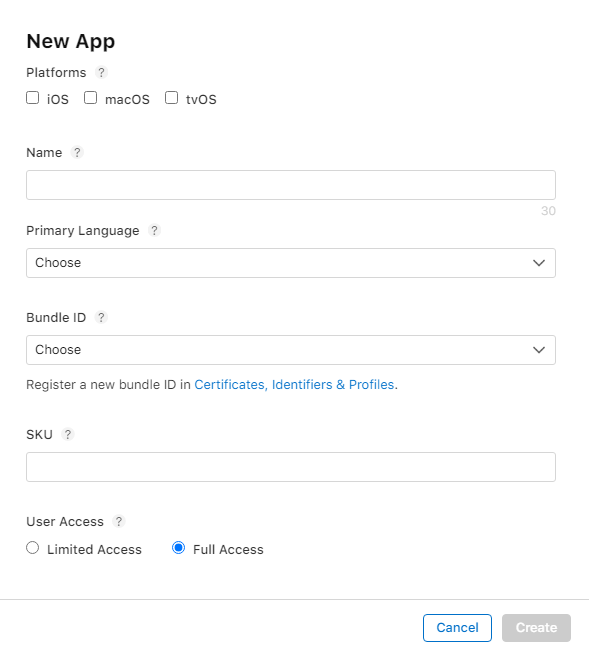 New App
Platforms ?
iOS macOS tvOS
Name ?
30
Primary Language ?
Choose
Bundle ID ?
Choose
Register a new bundle ID in Certificates, Identifiers & Profiles.
SKU ?
User Access ?
Limited Access Full Access
Cancel Create